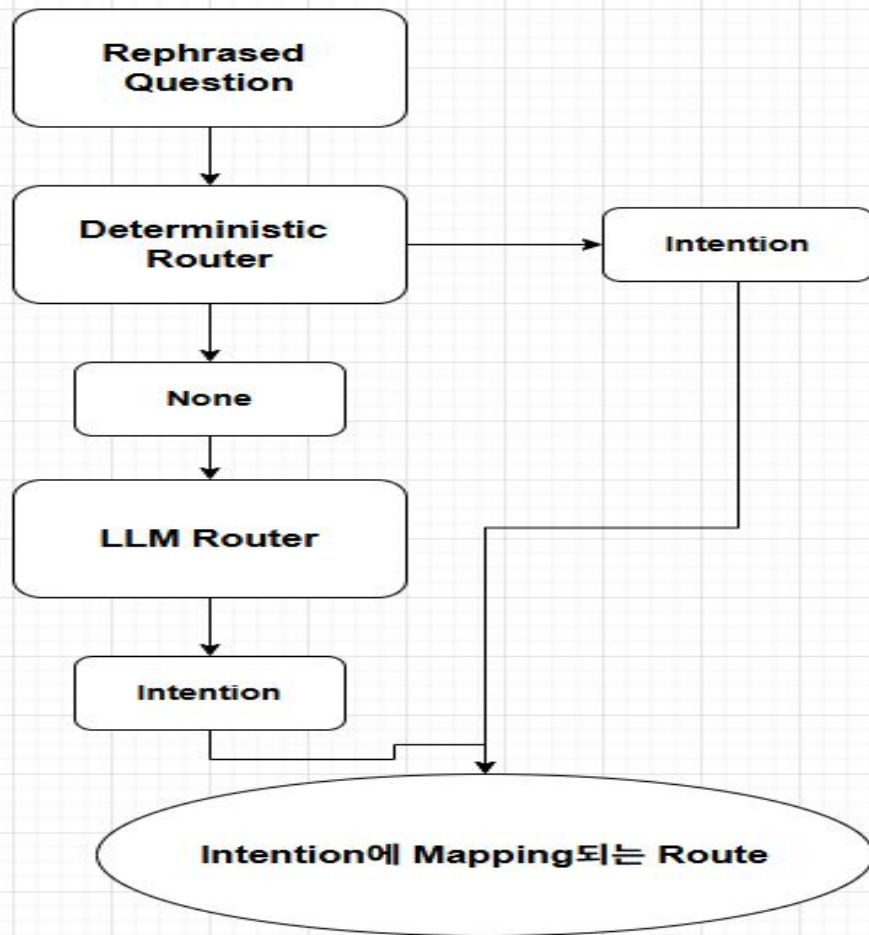 Rephrased
Question
Deterministic
Router
Intention
None
LLM Router
Intention
Intention에 Mapping되는 Route